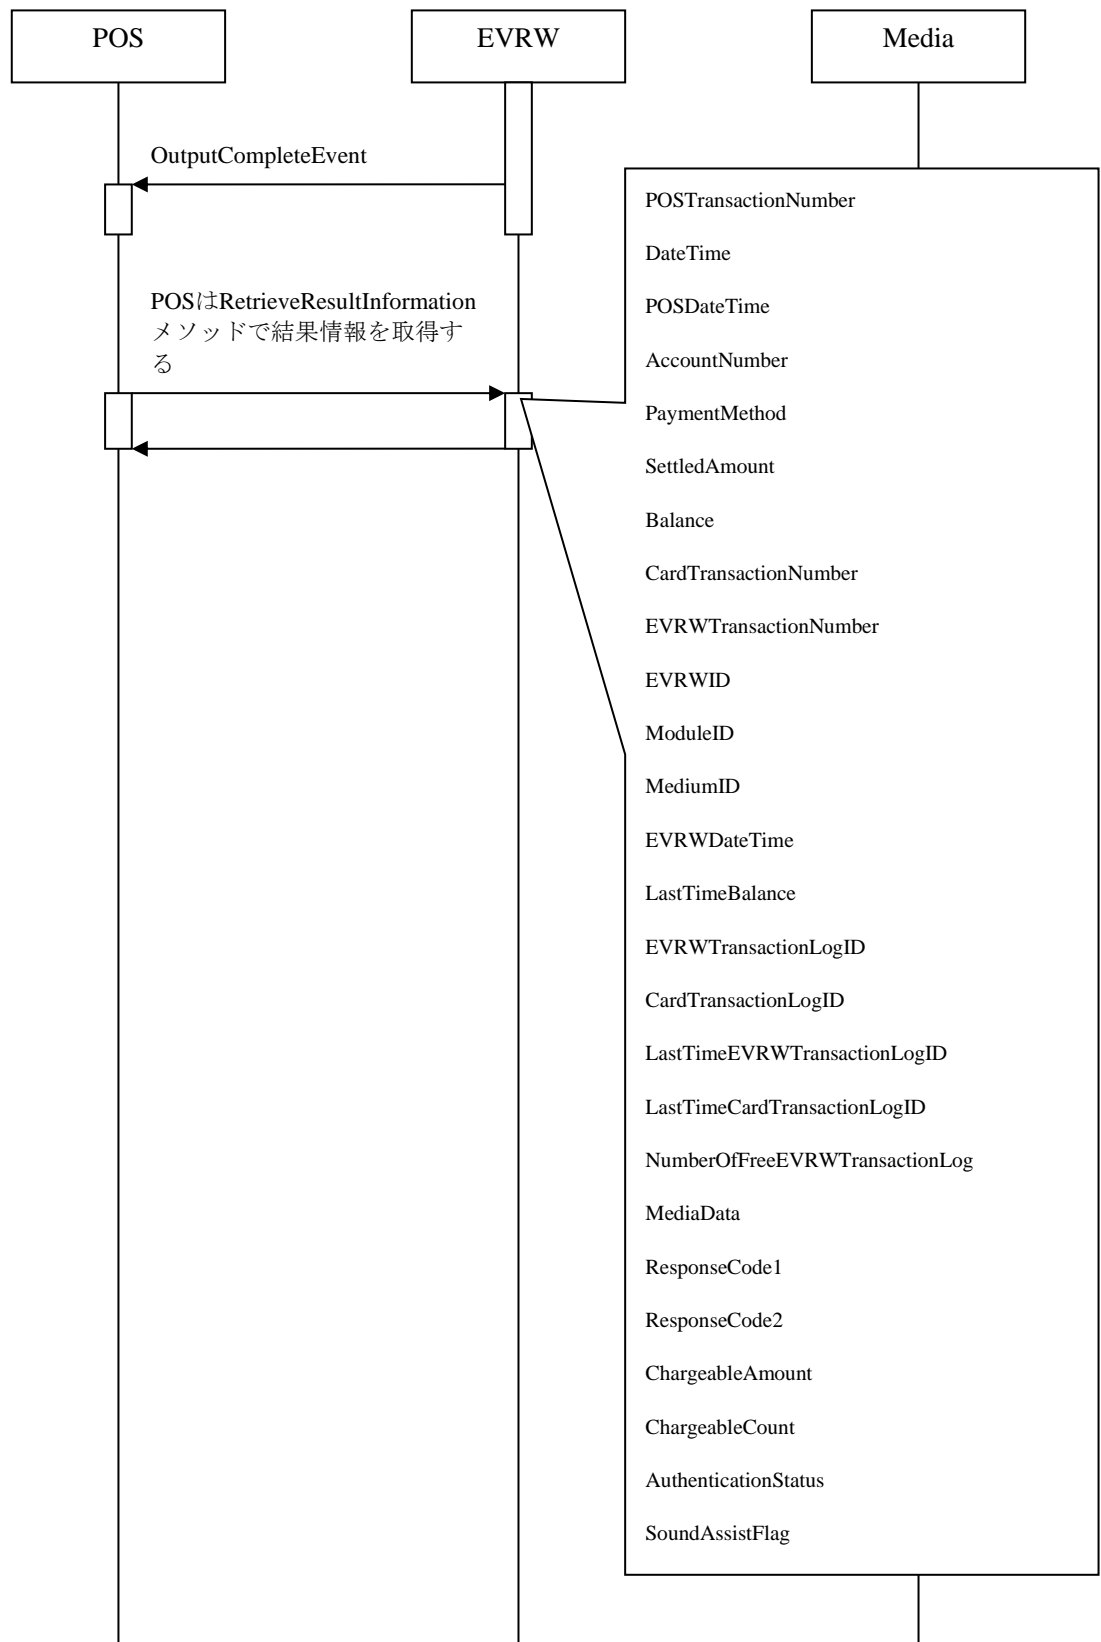 POS
EVRW
Media
OutputCompleteEvent
POSはRetrieveResultInformation
メソッドで結果情報を取得す
る
POSTransactionNumber
DateTime
POSDateTime
AccountNumber
PaymentMethod
SettledAmount
Balance
CardTransactionNumber
EVRWTransactionNumber
EVRWID
ModuleID
MediumID
EVRWDateTime
LastTimeBalance
EVRWTransactionLogID
CardTransactionLogID
LastTimeEVRWTransactionLogID
LastTimeCardTransactionLogID
NumberOfFreeEVRWTransactionLog
MediaData
ResponseCode1
ResponseCode2
ChargeableAmount
ChargeableCount
AuthenticationStatus
SoundAssistFlag